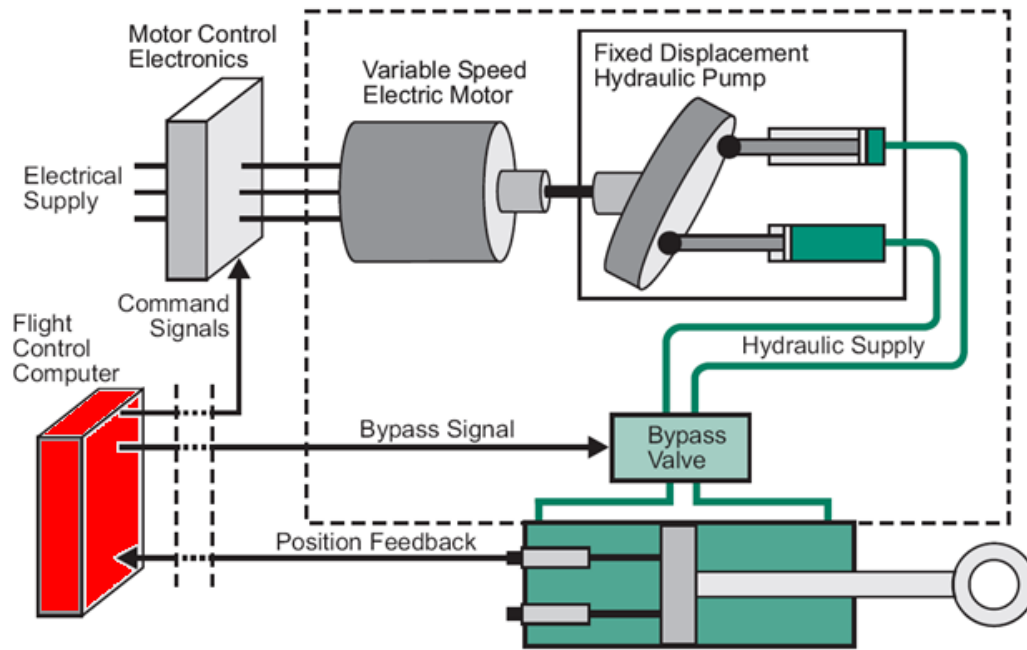 Motor Control
Electronics
Variable Speed
Electric Motor
Fixed Displacement
Hydraulic Pump
Electrical
Supply
Command
Signals
Flight
Control
Computer
Hydraulic Supply
Bypass Signal
Bypass
Valve
Position Feedback